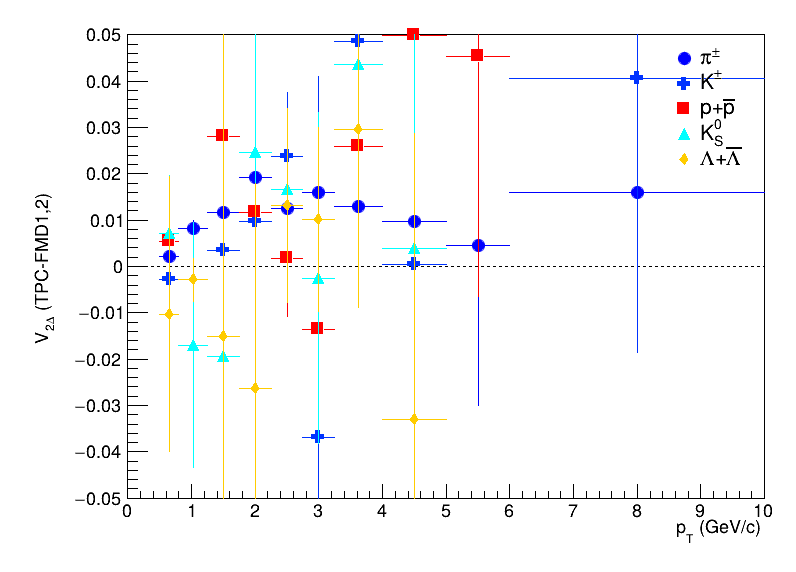 V2Δ (TPC-FMD1,2)
0.05
0.04
0.03
0.02
0.01
0
−0.01
−0.02
−0.03
−0.04
−0.05
π±
K±
p+p̅
K0S
Λ+Λ̅
0 1 2 3 4 5 6 7 8 9 10
pT (GeV/c)